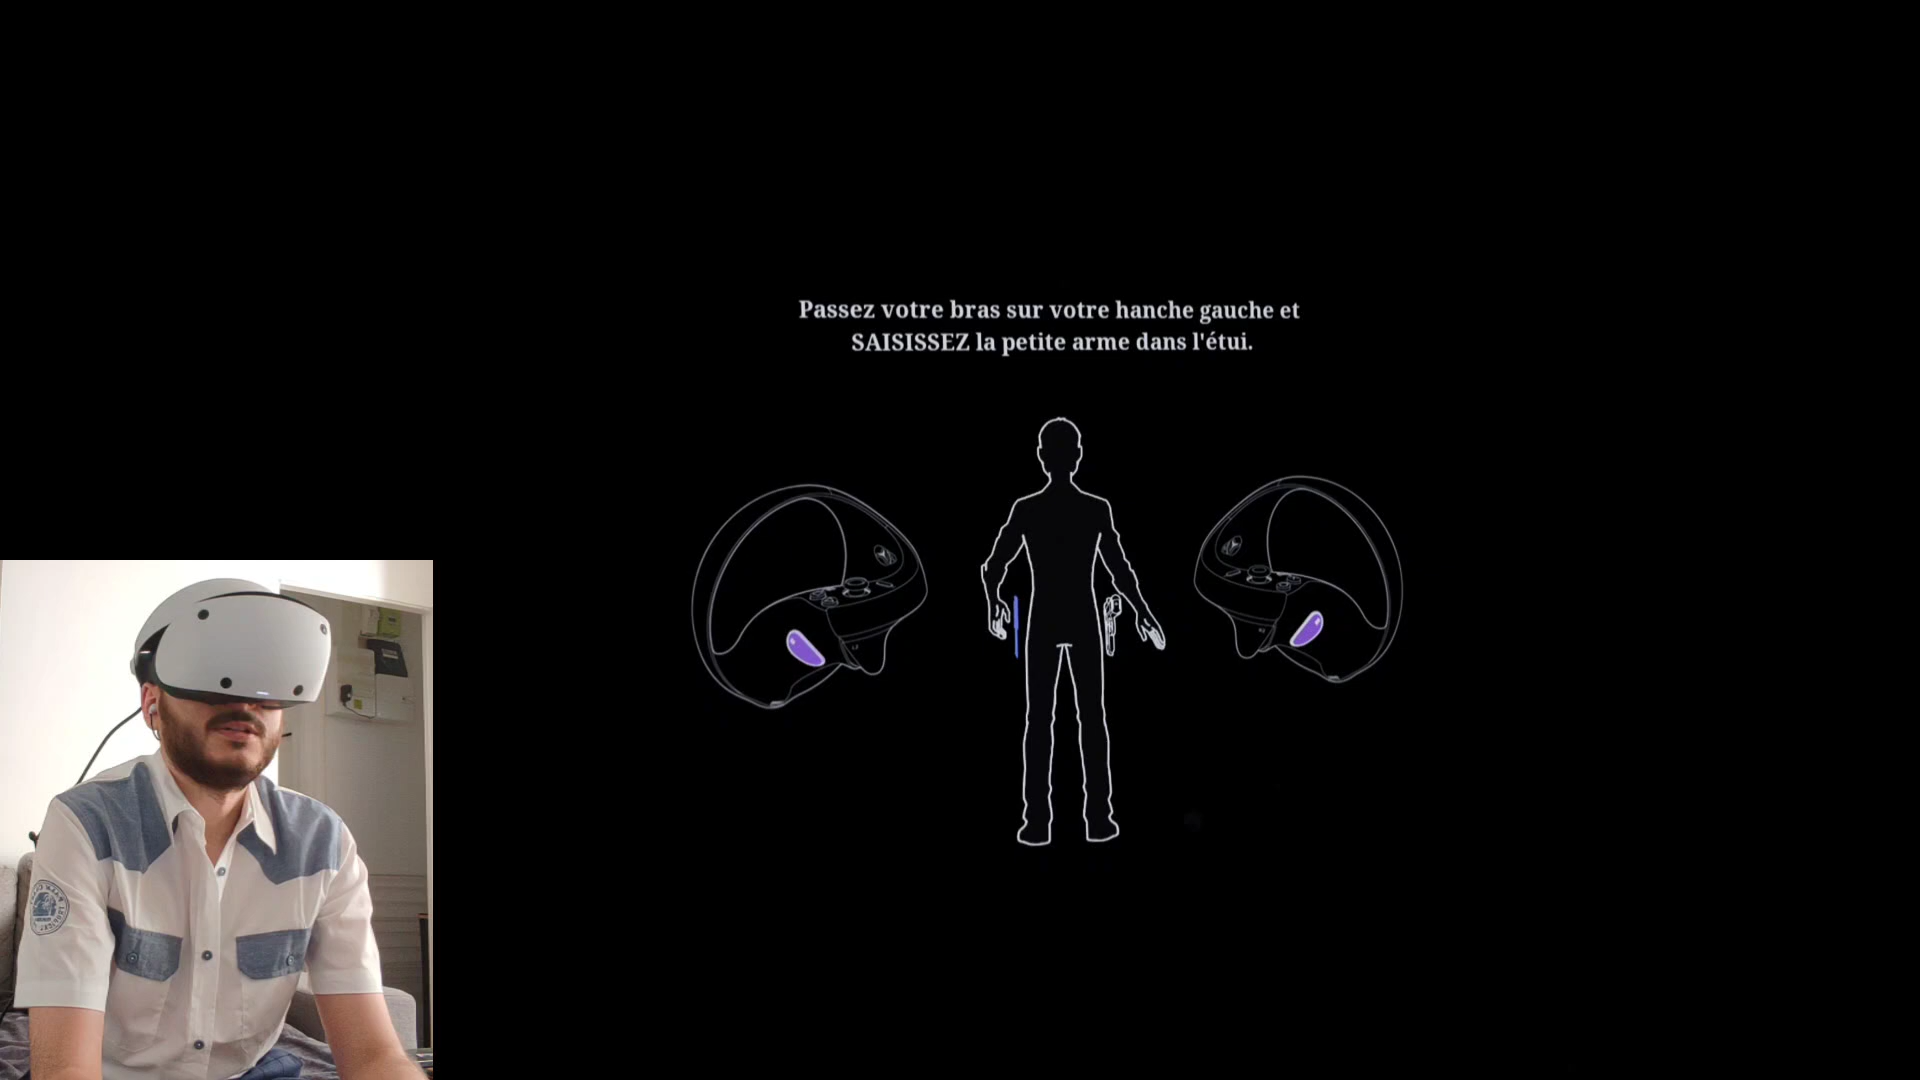 Passez votre bras sur votre hanche gauche et
SAISISSEZ la petite arme dans l'étui.